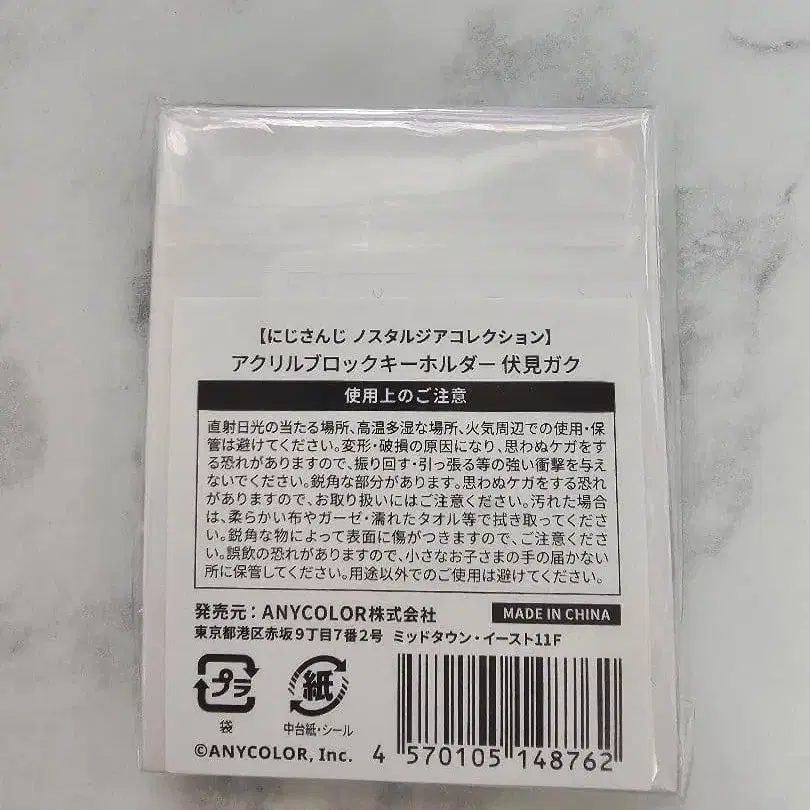 【にじさんじ ノスタルジアコレクション】
アクリルブロックキーホルダー 伏見ガク
使用上のご注意
直射日光の当たる場所、高温多湿な場所、火気周辺での使用・保
管は避けてください。変形・破損の原因になり、思わぬケガをす
る恐れがありますので、振り回す・引っ張る等の強い衝撃を与え
ないでください。鋭角な部分があります。思わぬケガをする恐れ
がありますので、お取り扱いにはご注意ください。汚れた場合
は、柔らかい布やガーゼ・濡れたタオル等で拭き取ってくださ
い。鋭角な物によって表面に傷がつきますので、ご注意くださ
い。誤飲の恐れがありますので、小さなお子さまの手の届かない
所に保管してください。用途以外でのご使用は避けてください。
発売元：ANYCOLOR株式会社 MADE IN CHINA
東京都港区赤坂9丁目7番2号 ミッドタウン・イースト11F
プラ 紙
袋 中台紙・シール
©ANYCOLOR, Inc. 4 570105 148762